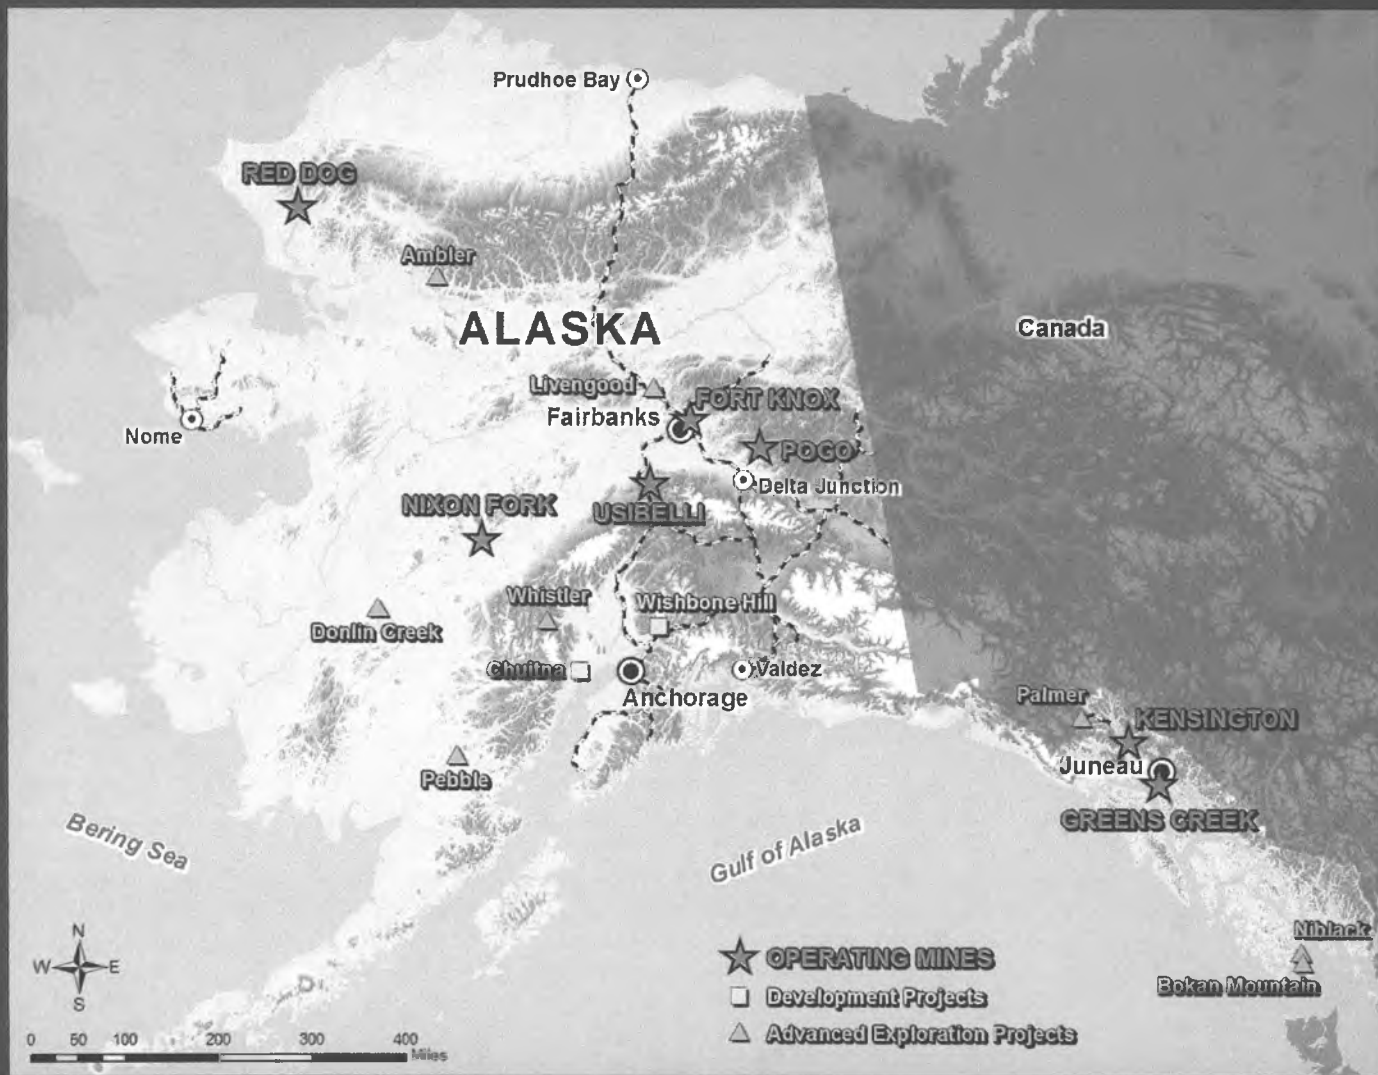 Prudhoe Bay
RED DOG
Ambler
ALASKA
Canada
Livengood
FORT KNOX
Fairbanks
Nome
POGO
Delta Junction
NIXON FORK
USIBELLI
Whistler
Wishbone Hill
Donlin Creek
Chuitna
Valdez
Anchorage
Palmer
KENSINGTON
Juneau
Pebble
GREENS CREEK
Bering Sea
Gulf of Alaska
Niblack
Bokan Mountain
N
W
E
S
OPERATING MINES
Development Projects
Advanced Exploration Projects
0 50 100 200 300 400
Miles